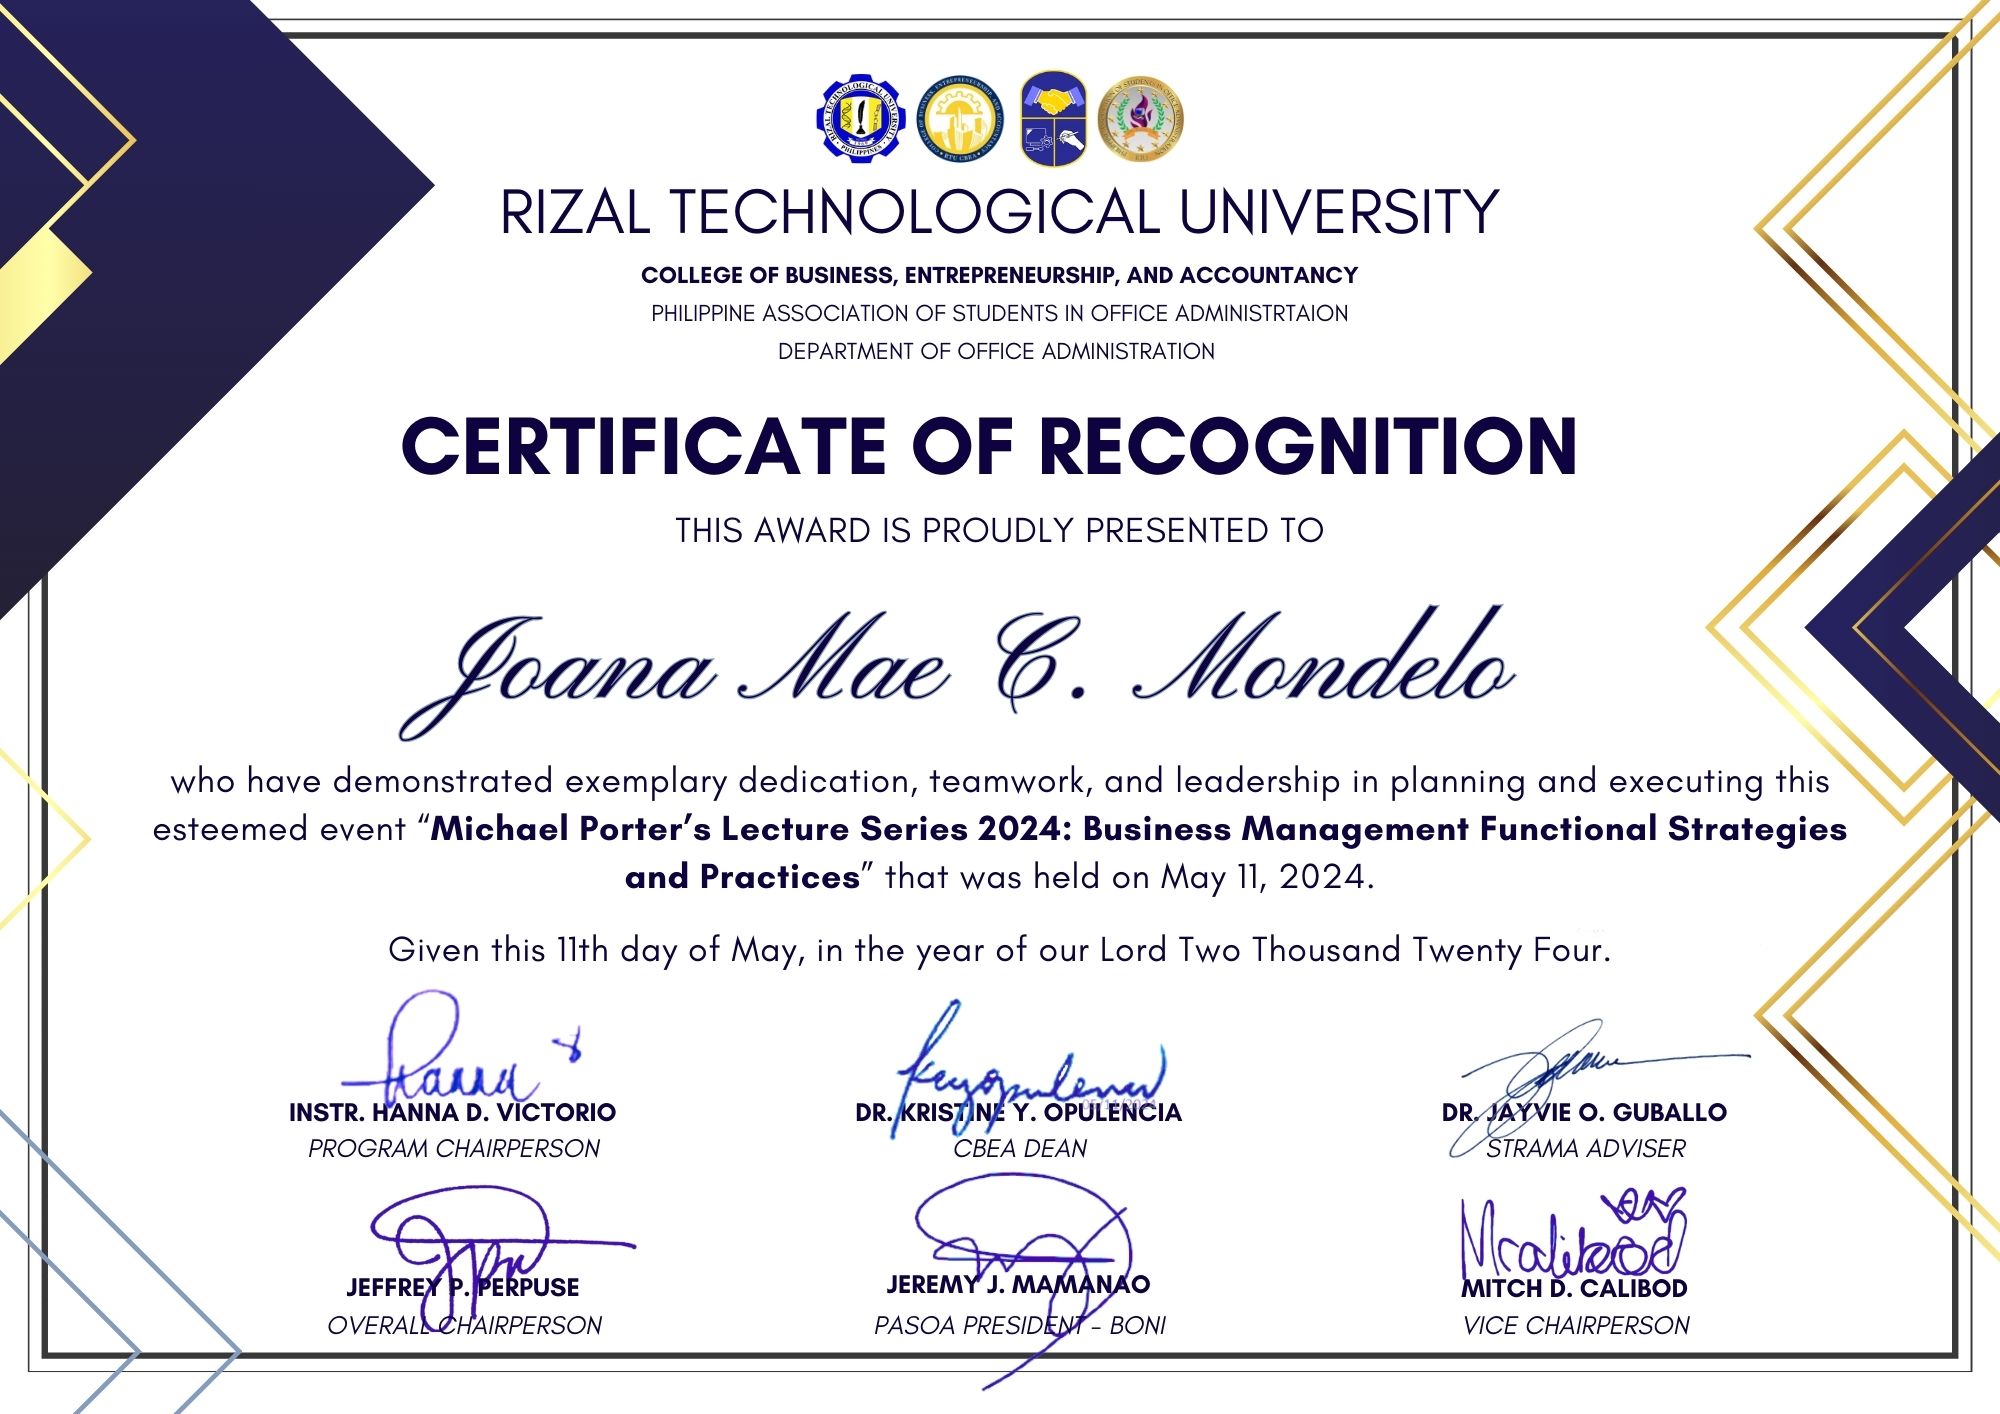 RIZAL TECHNOLOGICAL UNIVERSITY
COLLEGE OF BUSINESS, ENTREPRENEURSHIP, AND ACCOUNTANCY
PHILIPPINE ASSOCIATION OF STUDENTS IN OFFICE ADMINISTRTAION
DEPARTMENT OF OFFICE ADMINISTRATION
CERTIFICATE OF RECOGNITION
THIS AWARD IS PROUDLY PRESENTED TO
Joana Mae C. Mondelo
who have demonstrated exemplary dedication, teamwork, and leadership in planning and executing this
esteemed event “Michael Porter’s Lecture Series 2024: Business Management Functional Strategies
and Practices” that was held on May 11, 2024.
Given this 11th day of May, in the year of our Lord Two Thousand Twenty Four.
INSTR. HANNA D. VICTORIO
PROGRAM CHAIRPERSON
DR. KRISTINE Y. OPULENCIA
CBEA DEAN
DR. JAYVIE O. GUBALLO
STRAMA ADVISER
JEFFREY P. PERPUSE
OVERALL CHAIRPERSON
JEREMY J. MAMANAO
PASOA PRESIDENT - BONI
MITCH D. CALIBOD
VICE CHAIRPERSON